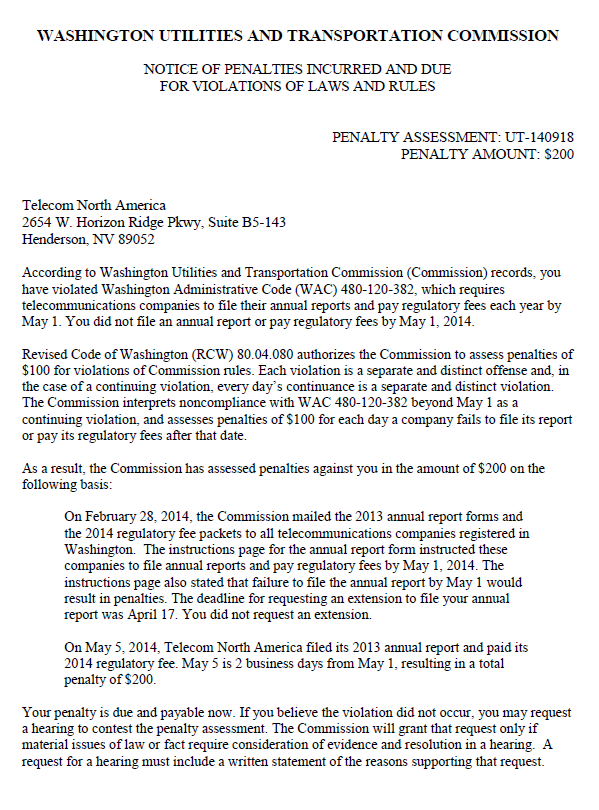 WASHINGTON UTILITIES AND TRANSPORTATION COMMISSION
NOTICE OF PENALTIES INCURRED AND DUE
FOR VIOLATIONS OF LAWS AND RULES
PENALTY ASSESSMENT: UT-140918
PENALTY AMOUNT: $200
Telecom North America
2654 W. Horizon Ridge Pkwy, Suite B5-143
Henderson, NV 89052
According to Washington Utilities and Transportation Commission (Commission) records, you
have violated Washington Administrative Code (WAC) 480-120-382, which requires
telecommunications companies to file their annual reports and pay regulatory fees each year by
May 1. You did not file an annual report or pay regulatory fees by May 1, 2014.
Revised Code of Washington (RCW) 80.04.080 authorizes the Commission to assess penalties of
$100 for violations of Commission rules. Each violation is a separate and distinct offense and, in
the case of a continuing violation, every day's continuance is a separate and distinct violation.
The Commission interprets noncompliance with WAC 480-120-382 beyond May 1 as a
continuing violation, and assesses penalties of $100 for each day a company fails to file its report
or pay its regulatory fees after that date.
As a result, the Commission has assessed penalties against you in the amount of $200 on the
following basis:
On February 28, 2014, the Commission mailed the 2013 annual report forms and
the 2014 regulatory fee packets to all telecommunications companies registered in
Washington. The instructions page for the annual report form instructed these
companies to file annual reports and pay regulatory fees by May 1, 2014. The
instructions page also stated that failure to file the annual report by May 1 would
result in penalties. The deadline for requesting an extension to file your annual
report was April 17. You did not request an extension.
On May 5, 2014, Telecom North America filed its 2013 annual report and paid its
2014 regulatory fee. May 5 is 2 business days from May 1, resulting in a total
penalty of $200.
Your penalty is due and payable now. If you believe the violation did not occur, you may request
a hearing to contest the penalty assessment. The Commission will grant that request only if
material issues of law or fact require consideration of evidence and resolution in a hearing. A
request for a hearing must include a written statement of the reasons supporting that request.